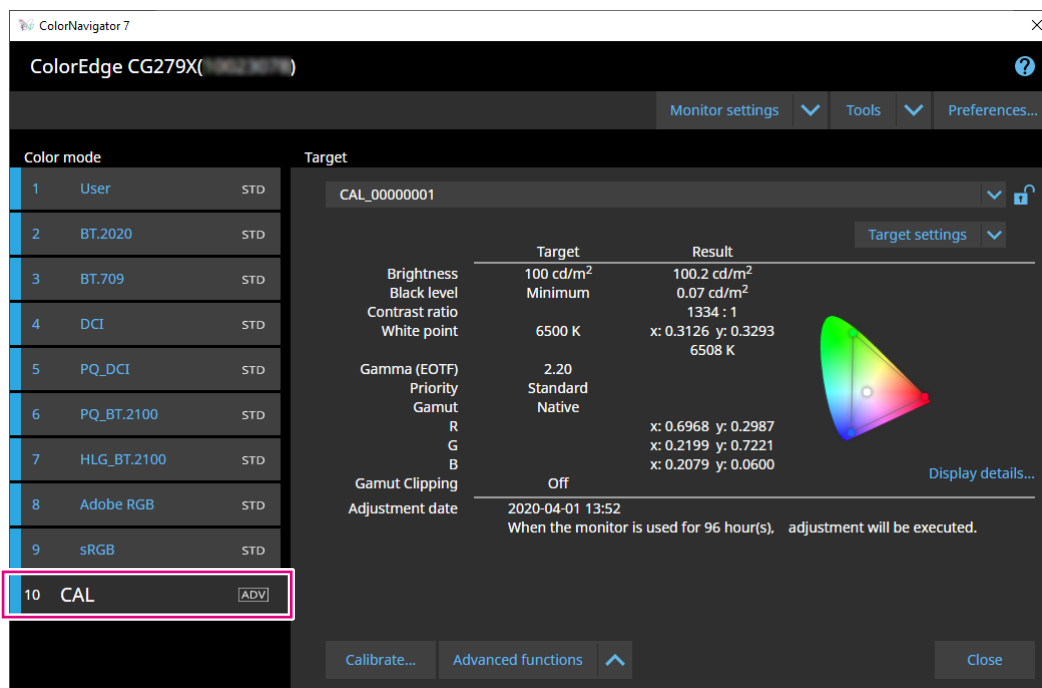 ColorNavigator 7
ColorEdge CG279X( )
Monitor settings Tools Preferences...
Color mode
1 User STD
2 BT.2020 STD
3 BT.709 STD
4 DCI STD
5 PQ_DCI STD
6 PQ_BT.2100 STD
7 HLG_BT.2100 STD
8 Adobe RGB STD
9 sRGB STD
10 CAL ADV
Target
CAL_00000001
Target settings
Target Result
Brightness 100 cd/m² 100.2 cd/m²
Black level Minimum 0.07 cd/m²
Contrast ratio 1334 : 1
White point 6500 K x: 0.3126 y: 0.3293
6508 K
Gamma (EOTF) 2.20
Priority Standard
Gamut Native
R x: 0.6968 y: 0.2987
G x: 0.2199 y: 0.7221
B x: 0.2079 y: 0.0600
Gamut Clipping Off
Display details...
Adjustment date 2020-04-01 13:52
When the monitor is used for 96 hour(s), adjustment will be executed.
Calibrate... Advanced functions Close